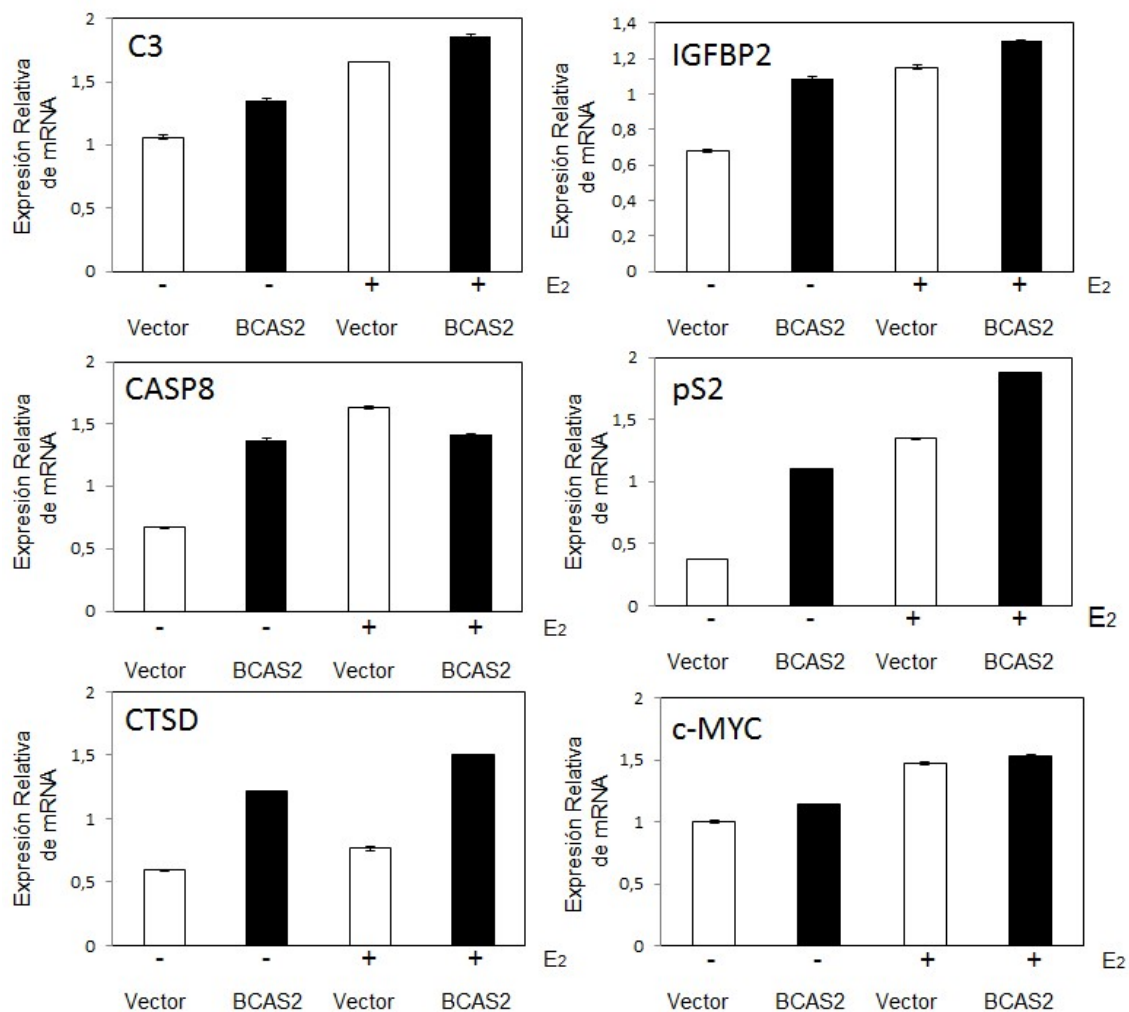 C3
Expresión Relativa
de mRNA
2
1,5
1
0,5
0
- - + + E2
Vector BCAS2 Vector BCAS2
IGFBP2
Expresión Relativa
de mRNA
1,4
1,2
1
0,8
0,6
0,4
0,2
0
- - + + E2
Vector BCAS2 Vector BCAS2
CASP8
Expresión Relativa
de mRNA
2
1,5
1
0,5
0
- - + + E2
Vector BCAS2 Vector BCAS2
pS2
Expresión Relativa
de mRNA
2
1,5
1
0,5
0
- - + + E2
Vector BCAS2 Vector BCAS2
CTSD
Expresión Relativa
de mRNA
2
1,5
1
0,5
0
- - + + E2
Vector BCAS2 Vector BCAS2
c-MYC
Expresión Relativa
de mRNA
2
1,5
1
0,5
0
- - + + E2
Vector BCAS2 Vector BCAS2